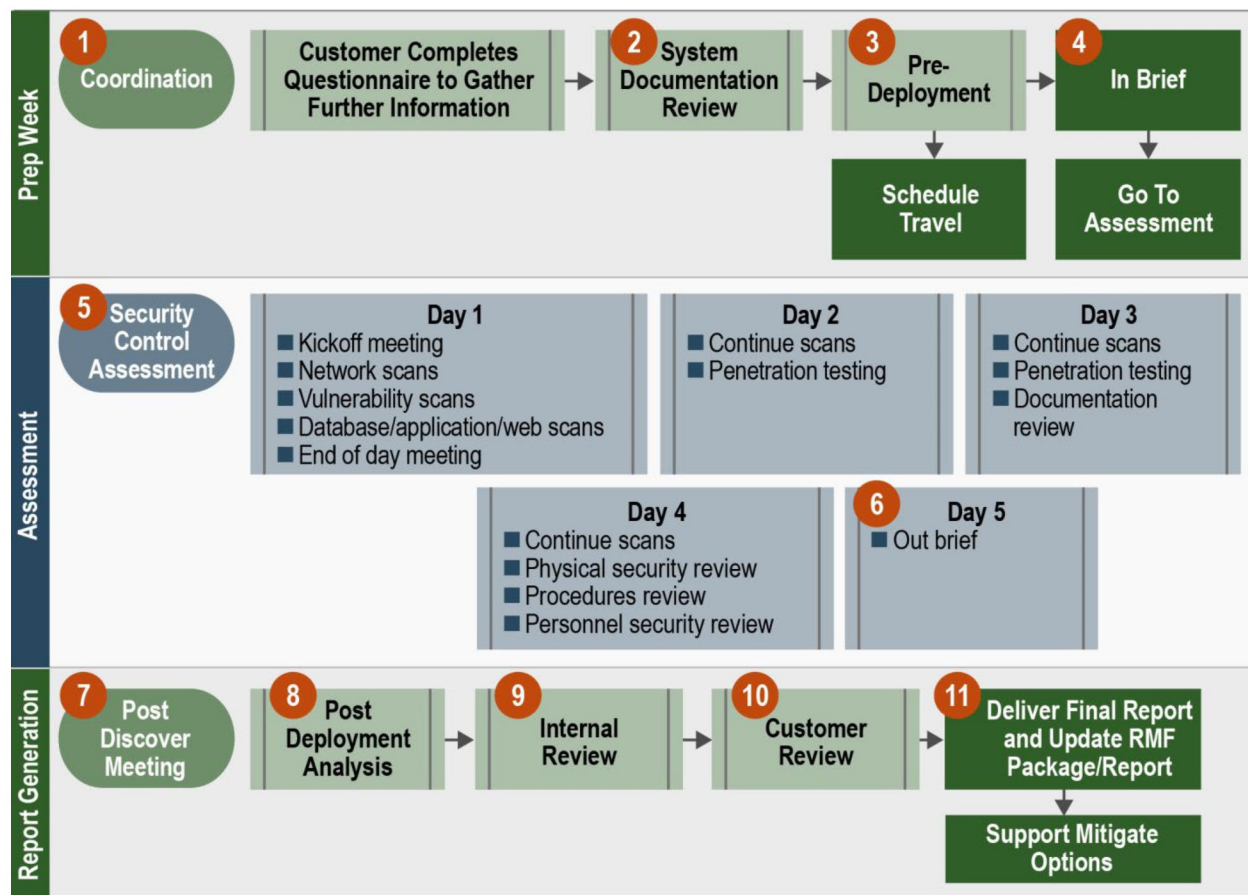 Prep Week
1
Coordination
Customer Completes
Questionnaire to Gather
Further Information
2
System
Documentation
Review
3
Pre-
Deployment
4
In Brief
Schedule
Travel
Go To
Assessment
Assessment
5
Security
Control
Assessment
Day 1
Kickoff meeting
Network scans
Vulnerability scans
Database/application/web scans
End of day meeting
Day 2
Continue scans
Penetration testing
Day 3
Continue scans
Penetration testing
Documentation
review
Day 4
Continue scans
Physical security review
Procedures review
Personnel security review
6
Day 5
Out brief
Report Generation
7
Post
Discover
Meeting
8
Post
Deployment
Analysis
9
Internal
Review
10
Customer
Review
11
Deliver Final Report
and Update RMF
Package/Report
Support Mitigate
Options